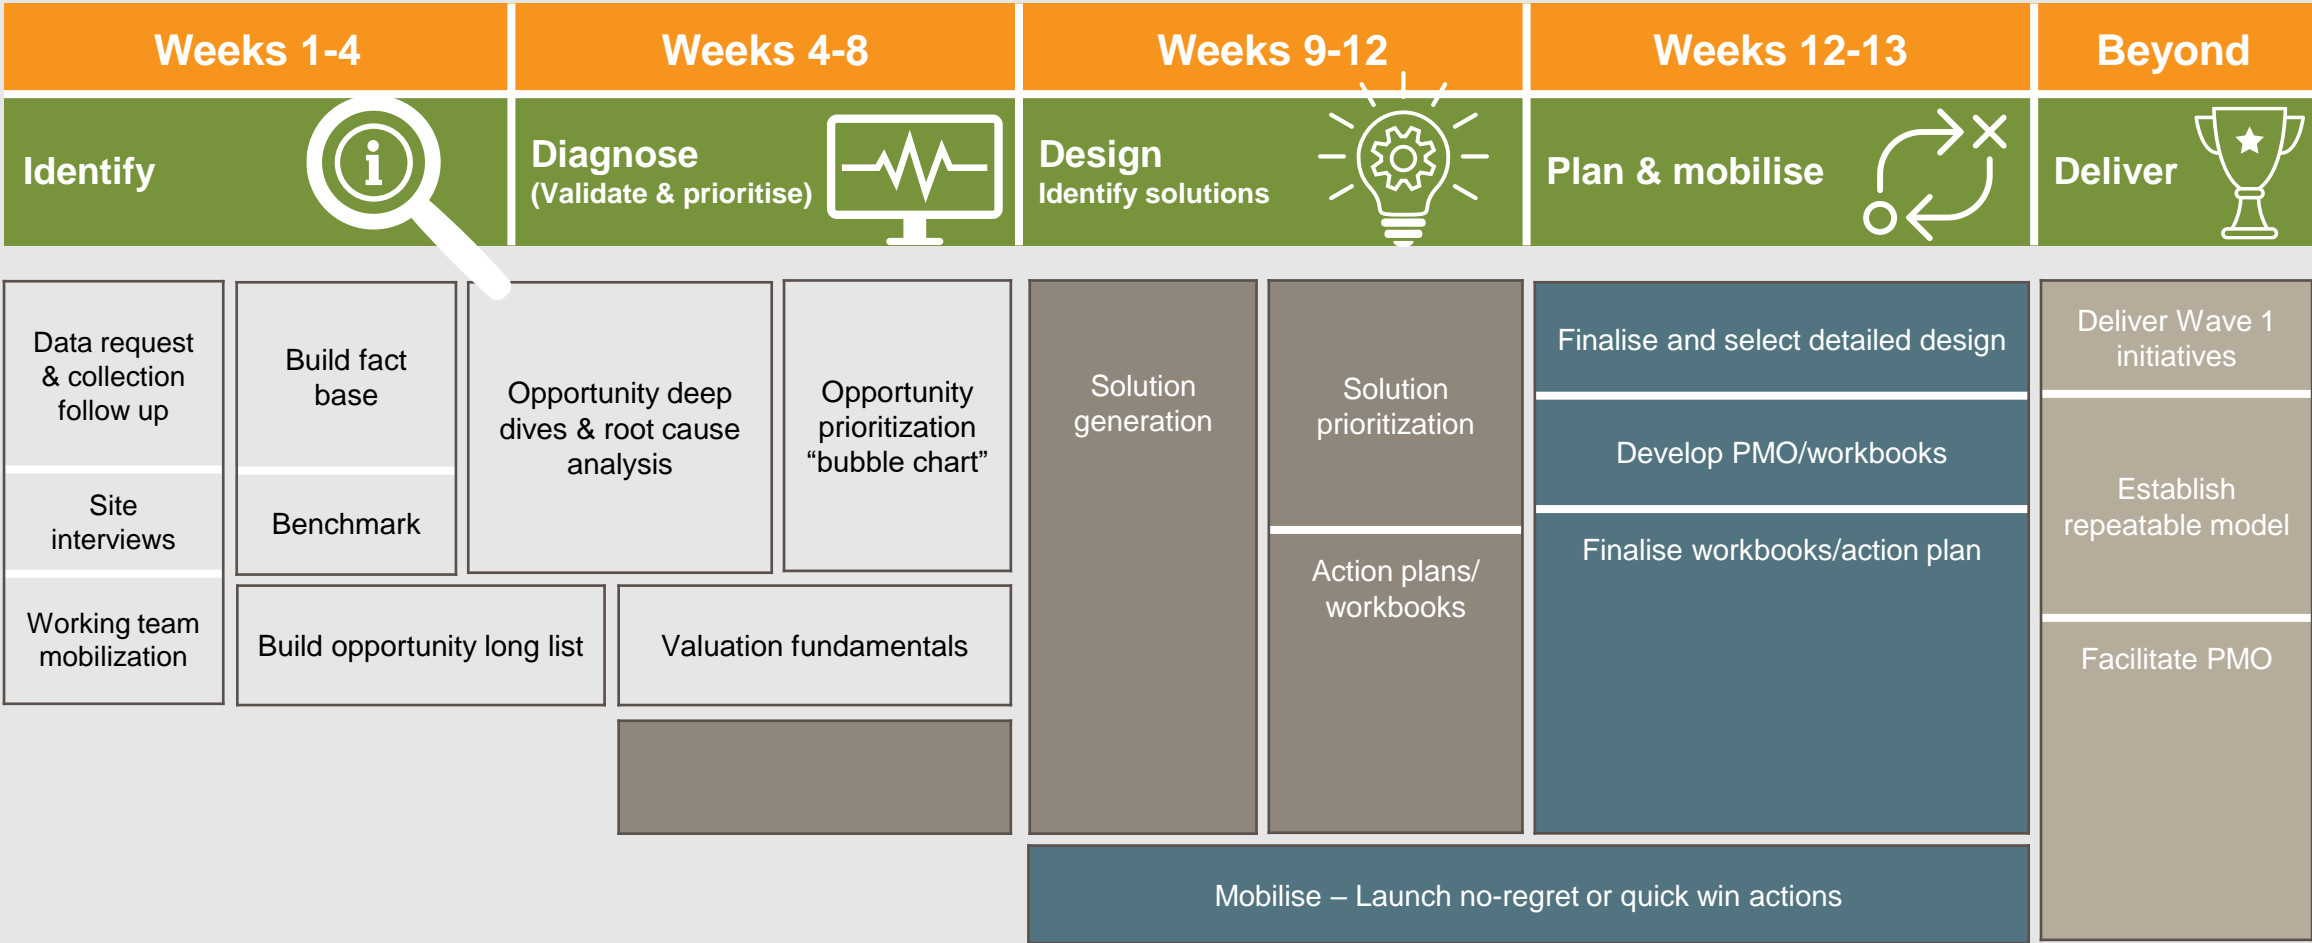 Weeks 1-4
Weeks 4-8
Weeks 9-12
Weeks 12-13
Beyond
Identify
i
Diagnose
(Validate & prioritise)
Design
Identify solutions
Plan & mobilise
Deliver
Data request
& collection
follow up
Site
interviews
Working team
mobilization
Build fact
base
Benchmark
Build opportunity long list
Opportunity deep
dives & root cause
analysis
Opportunity
prioritization
“bubble chart”
Valuation fundamentals
Solution
generation
Solution
prioritization
Action plans/
workbooks
Finalise and select detailed design
Develop PMO/workbooks
Finalise workbooks/action plan
Mobilise – Launch no-regret or quick win actions
Deliver Wave 1
initiatives
Establish
repeatable model
Facilitate PMO